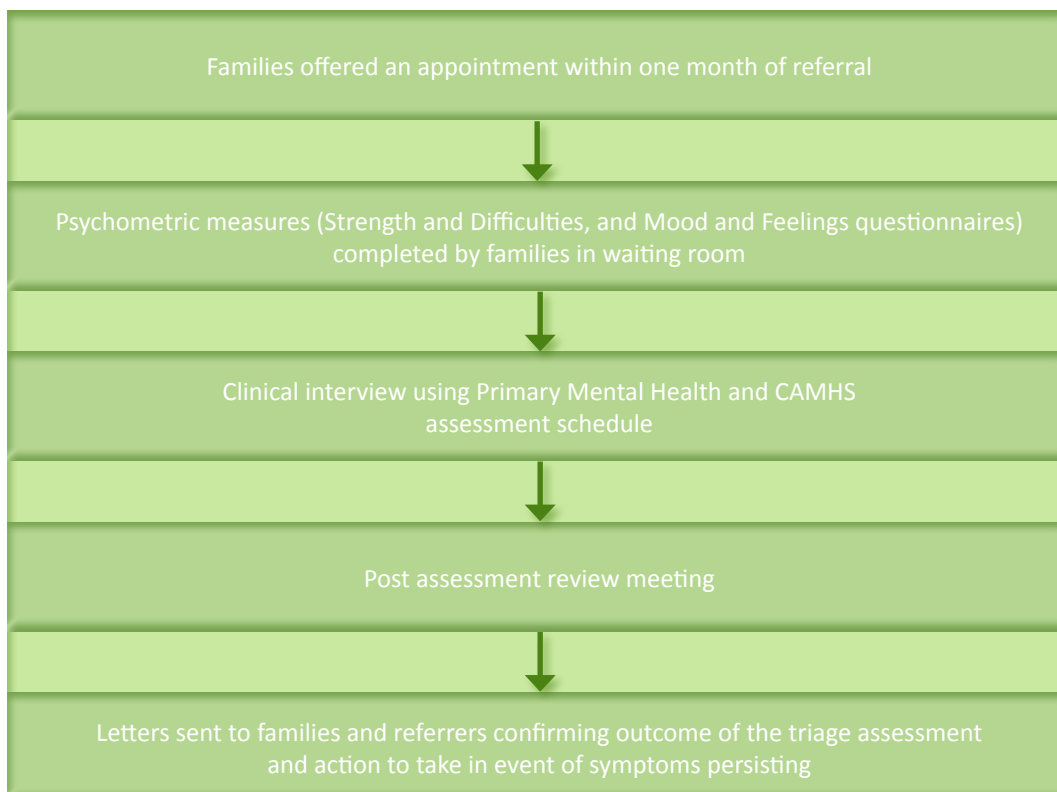 Families offered an appointment within one month of referral
Psychometric measures (Strength and Difficulties, and Mood and Feelings questionnaires)
completed by families in waiting room
Clinical interview using Primary Mental Health and CAMHS
assessment schedule
Post assessment review meeting
Letters sent to families and referrers confirming outcome of the triage assessment
and action to take in event of symptoms persisting